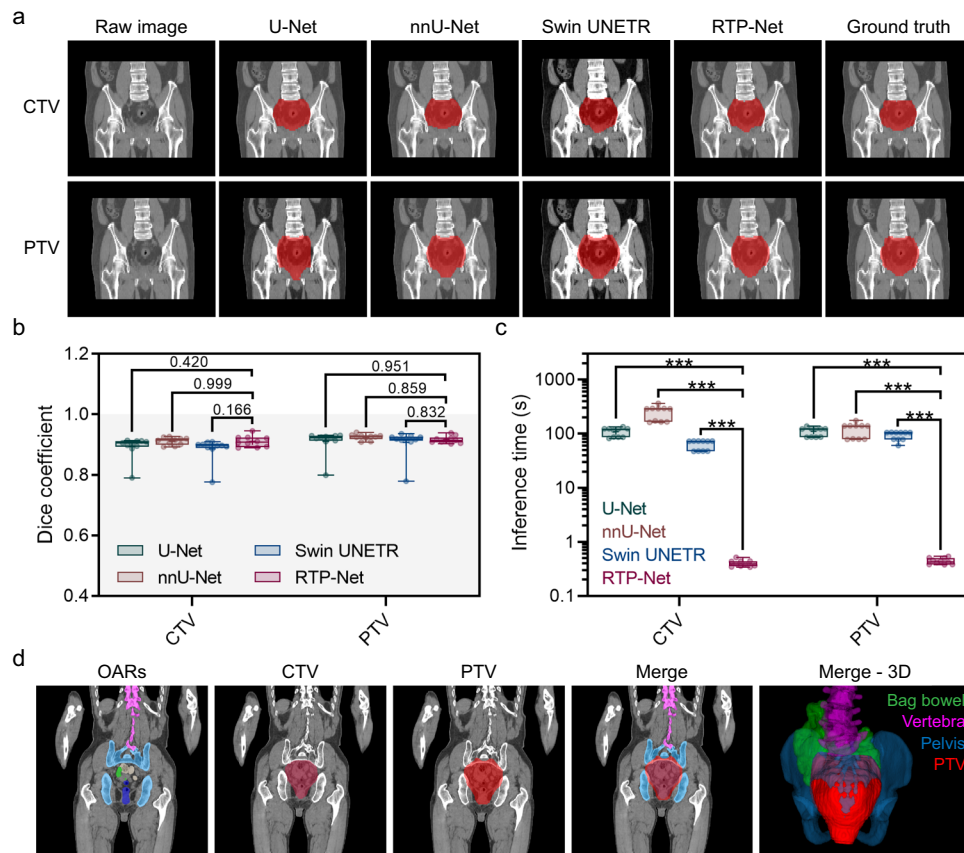 a
Raw image U-Net nnU-Net Swin UNETR RTP-Net Ground truth
CTV
PTV
b
1.2
1.0
0.8
0.6
0.4
Dice coefficient
0.420
0.999
0.166
0.951
0.859
0.832
U-Net
nnU-Net
Swin UNETR
RTP-Net
CTV
PTV
c
1000
100
10
1
0.1
Inference time (s)
***
***
***
***
***
***
U-Net
nnU-Net
Swin UNETR
RTP-Net
CTV
PTV
d
OARs CTV PTV Merge Merge - 3D
Bag bowel
Vertebra
Pelvis
PTV